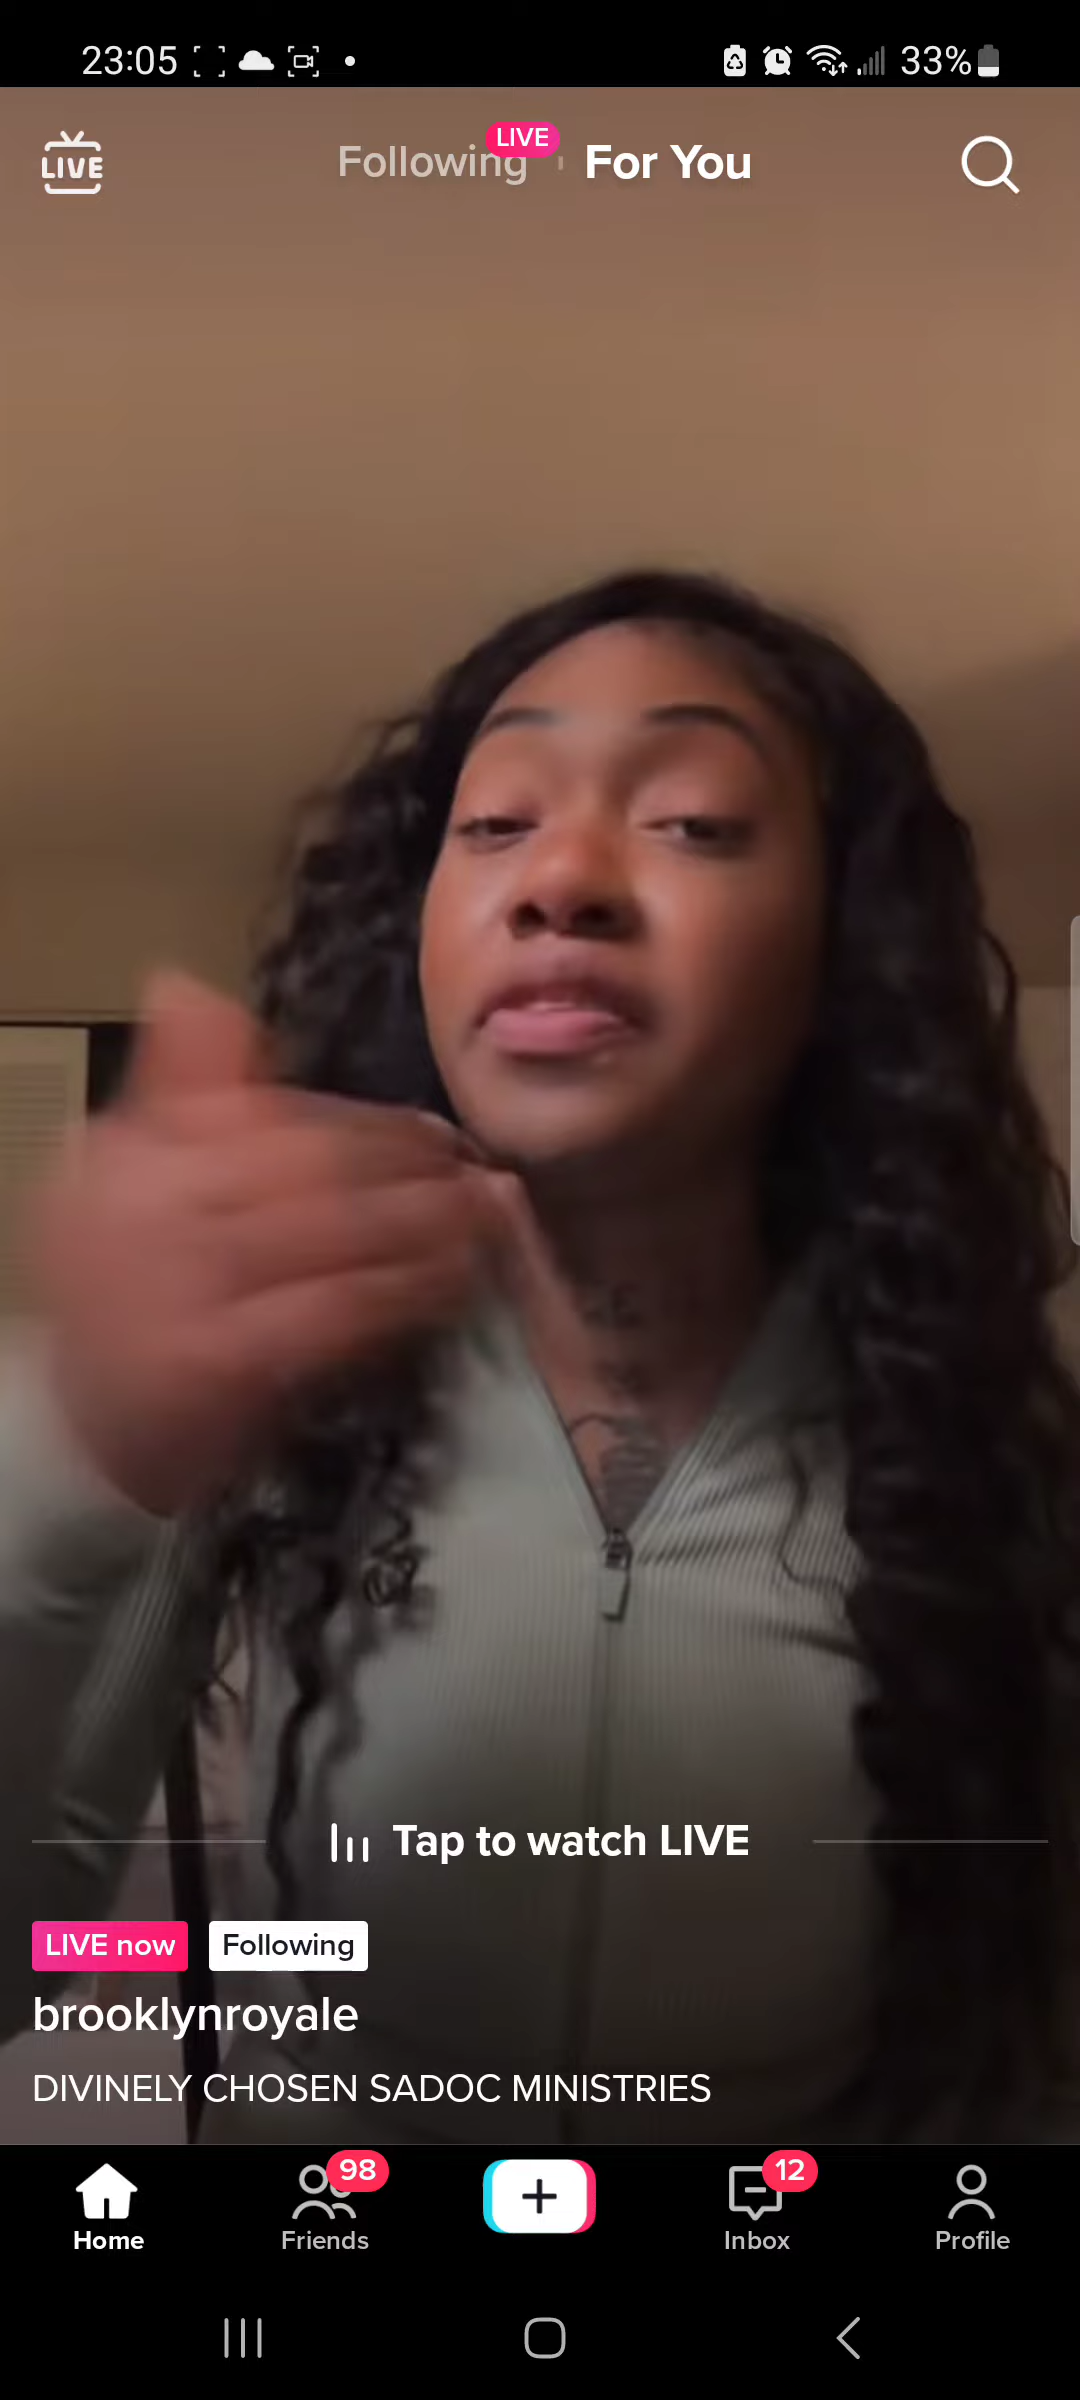 23:05
33%
LIVE
Following
LIVE
For You
Tap to watch LIVE
LIVE now
Following
brooklynroyale
DIVINELY CHOSEN SADOC MINISTRIES
98
12
Home
Friends
Inbox
Profile